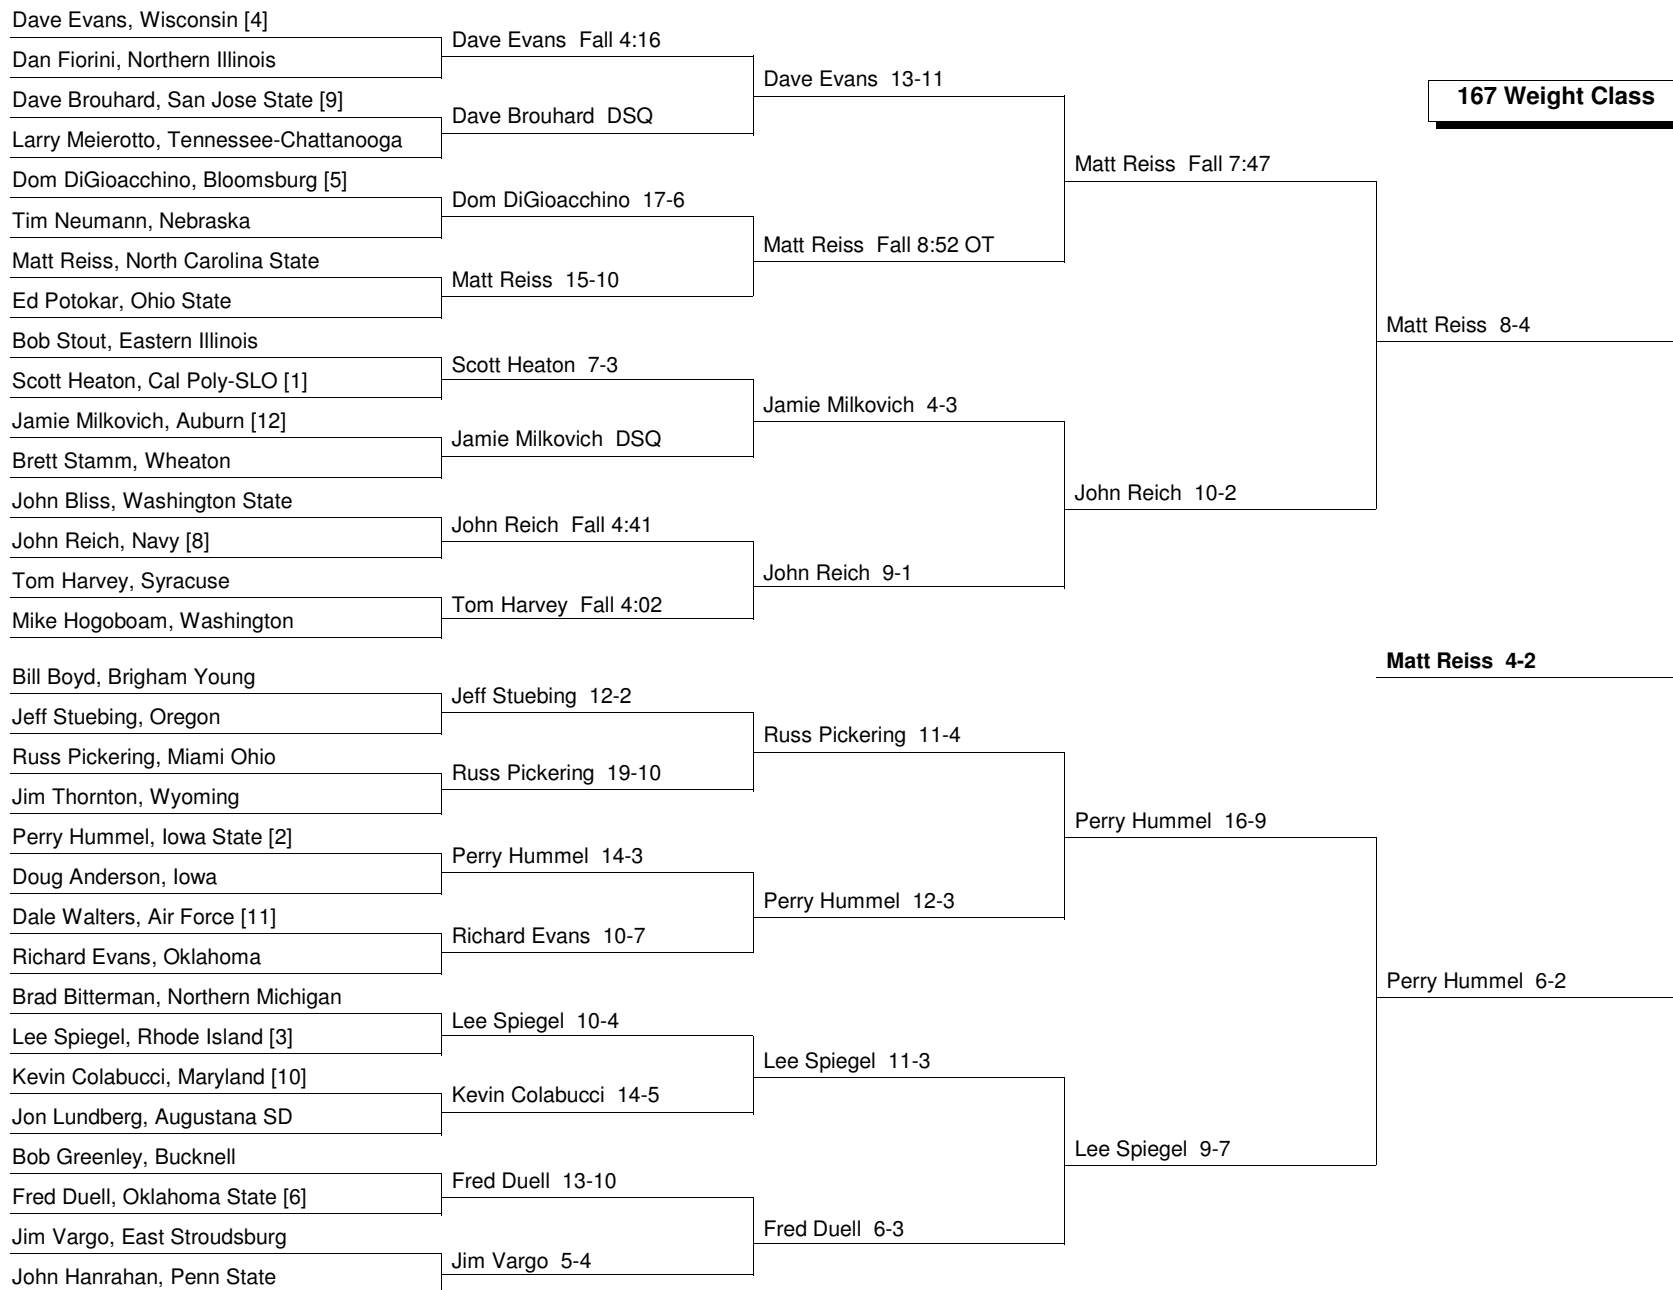 Dave Evans, Wisconsin [4]
Dan Fiorini, Northern Illinois
Dave Brouhard, San Jose State [9]
Larry Meierotto, Tennessee-Chattanooga
Dom DiGioacchino, Bloomsburg [5]
Tim Neumann, Nebraska
Matt Reiss, North Carolina State
Ed Potokar, Ohio State
Bob Stout, Eastern Illinois
Scott Heaton, Cal Poly-SLO [1]
Jamie Milkovich, Auburn [12]
Brett Stamm, Wheaton
John Bliss, Washington State
John Reich, Navy [8]
Tom Harvey, Syracuse
Mike Hogoboam, Washington
Bill Boyd, Brigham Young
Jeff Stuebing, Oregon
Russ Pickering, Miami Ohio
Jim Thornton, Wyoming
Perry Hummel, Iowa State [2]
Doug Anderson, Iowa
Dale Walters, Air Force [11]
Richard Evans, Oklahoma
Brad Bitterman, Northern Michigan
Lee Spiegel, Rhode Island [3]
Kevin Colabucci, Maryland [10]
Jon Lundberg, Augustana SD
Bob Greenley, Bucknell
Fred Duell, Oklahoma State [6]
Jim Vargo, East Stroudsburg
John Hanrahan, Penn State
Dave Evans Fall 4:16
Dave Brouhard DSQ
Dom DiGioacchino 17-6
Matt Reiss 15-10
Scott Heaton 7-3
Jamie Milkovich DSQ
John Reich Fall 4:41
Tom Harvey Fall 4:02
Jeff Stuebing 12-2
Russ Pickering 19-10
Perry Hummel 14-3
Richard Evans 10-7
Lee Spiegel 10-4
Kevin Colabucci 14-5
Fred Duell 13-10
Jim Vargo 5-4
Dave Evans 13-11
Matt Reiss Fall 8:52 OT
Jamie Milkovich 4-3
John Reich 9-1
Russ Pickering 11-4
Perry Hummel 12-3
Lee Spiegel 11-3
Fred Duell 6-3
Matt Reiss Fall 7:47
John Reich 10-2
Perry Hummel 16-9
Lee Spiegel 9-7
167 Weight Class
Matt Reiss 8-4
Matt Reiss 4-2
Perry Hummel 6-2